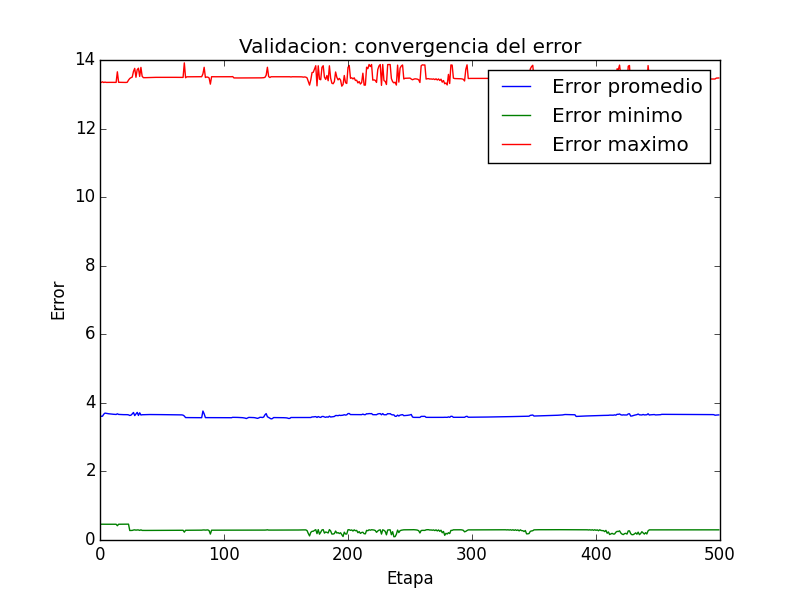 Validacion: convergencia del error
14
12
10
8
6
4
2
0
Error
Error promedio
Error minimo
Error maximo
0 100 200 300 400 500
Etapa